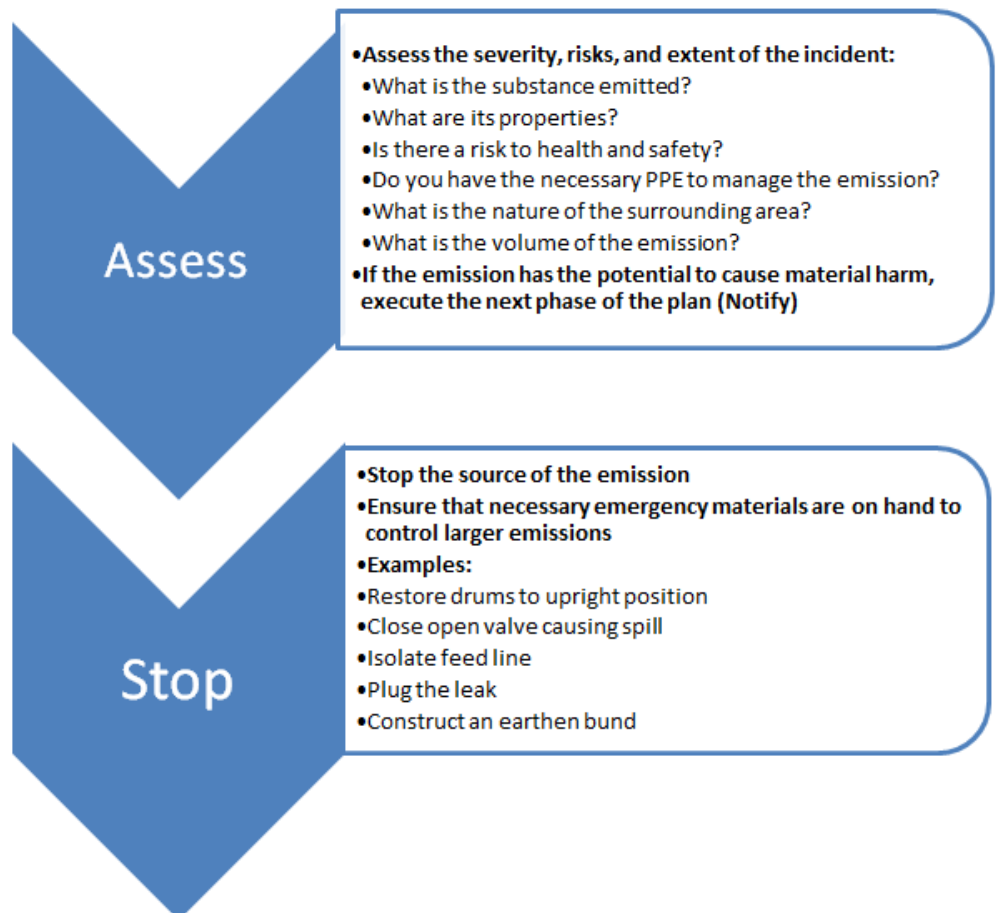 Assess
•Assess the severity, risks, and extent of the incident:
•What is the substance emitted?
•What are its properties?
•Is there a risk to health and safety?
•Do you have the necessary PPE to manage the emission?
•What is the nature of the surrounding area?
•What is the volume of the emission?
•If the emission has the potential to cause material harm,
execute the next phase of the plan (Notify)
Stop
•Stop the source of the emission
•Ensure that necessary emergency materials are on hand to
control larger emissions
•Examples:
•Restore drums to upright position
•Close open valve causing spill
•Isolate feed line
•Plug the leak
•Construct an earthen bund